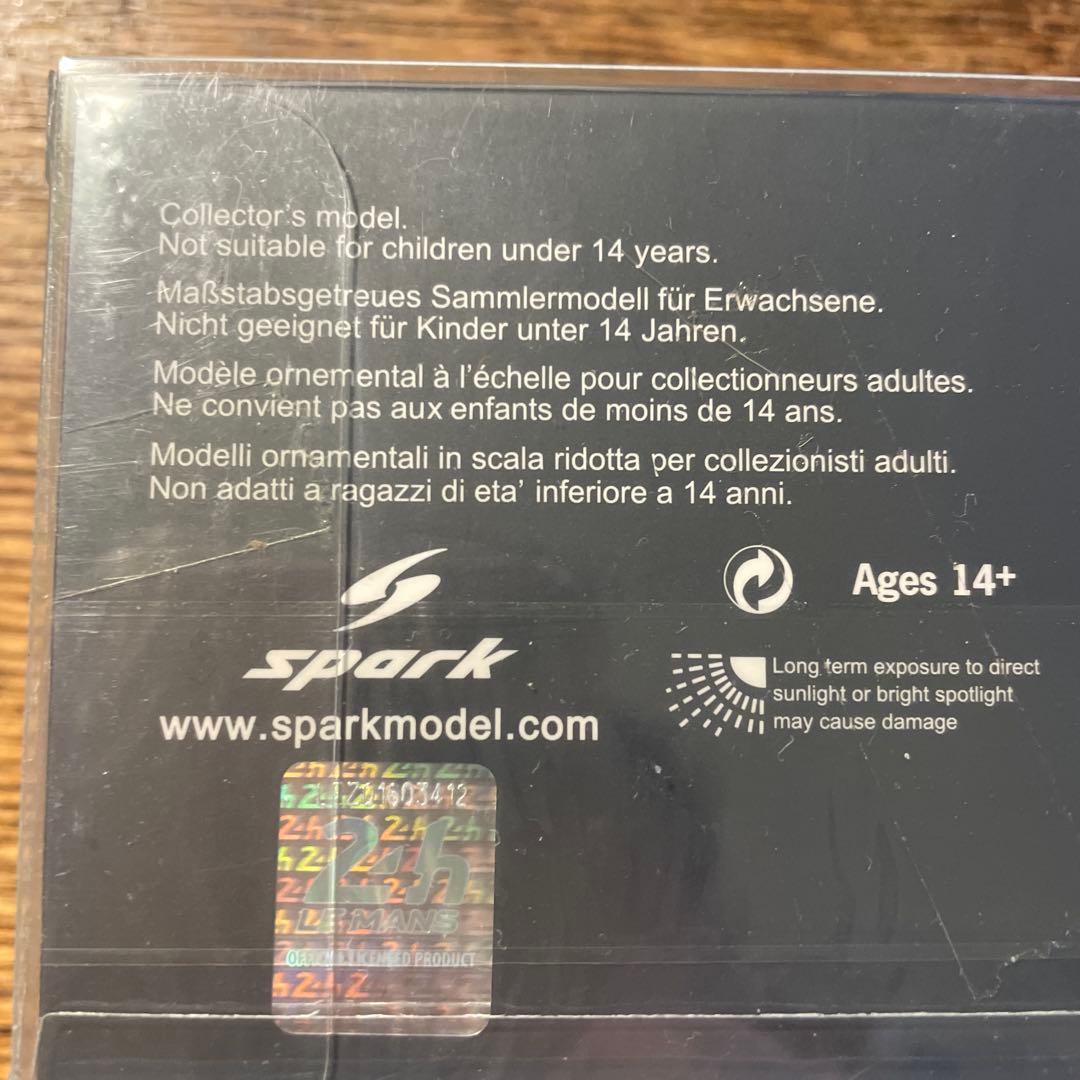 Collector's model.
Not suitable for children under 14 years.
Maßstabsgetreues Sammlermodell für Erwachsene.
Nicht geeignet für Kinder unter 14 Jahren.
Modèle ornemental à l'échelle pour collectionneurs adultes.
Ne convient pas aux enfants de moins de 14 ans.
Modelli ornamentali in scala ridotta per collezionisti adulti.
Non adatti a ragazzi di eta' inferiore a 14 anni.
spark
www.sparkmodel.com
Ages 14+
Long term exposure to direct
sunlight or bright spotlight
may cause damage
24h
LE MANS
OFFICIAL LICENSED PRODUCT